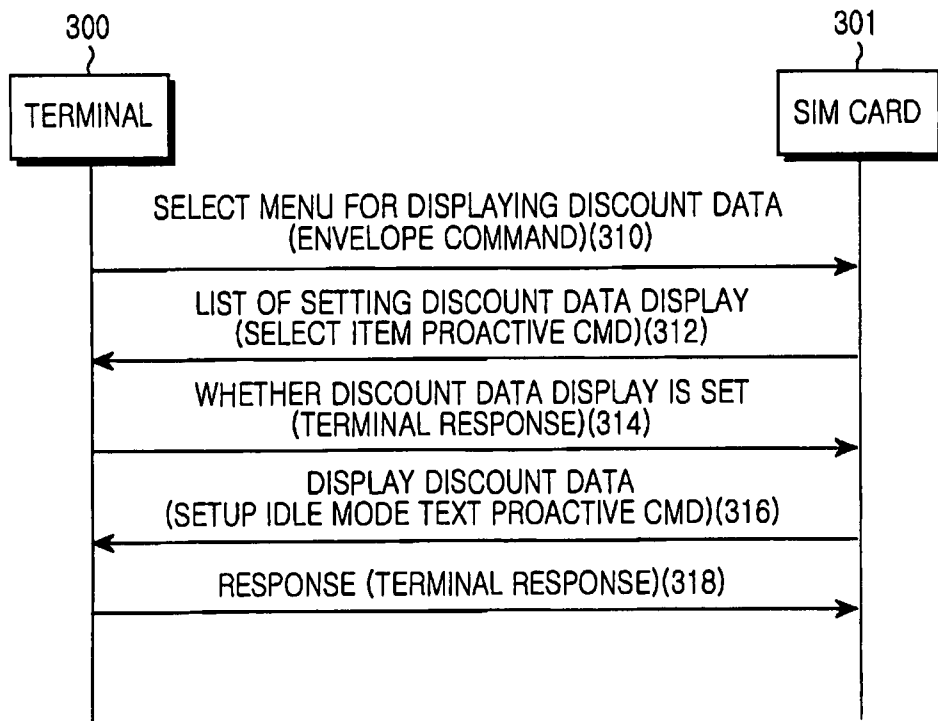 300
301
TERMINAL
SIM CARD
SELECT MENU FOR DISPLAYING DISCOUNT DATA
(ENVELOPE COMMAND)(310)
LIST OF SETTING DISCOUNT DATA DISPLAY
(SELECT ITEM PROACTIVE CMD)(312)
WHETHER DISCOUNT DATA DISPLAY IS SET
(TERMINAL RESPONSE)(314)
DISPLAY DISCOUNT DATA
(SETUP IDLE MODE TEXT PROACTIVE CMD)(316)
RESPONSE (TERMINAL RESPONSE)(318)